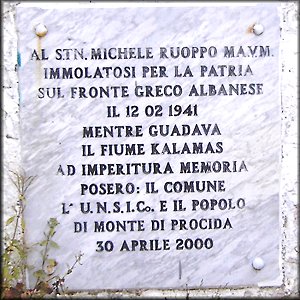 AL S.TN. MICHELE RUOPPO M.A.V.M.
IMMOLATOSI PER LA PATRIA
SUL FRONTE GRECO ALBANESE
IL 12 02 1941
MENTRE GUADAVA
IL FIUME KALAMAS
AD IMPERITURA MEMORIA
POSERO: IL COMUNE
L' U.N.S.I.Co. E IL POPOLO
DI MONTE DI PROCIDA
30 APRILE 2000